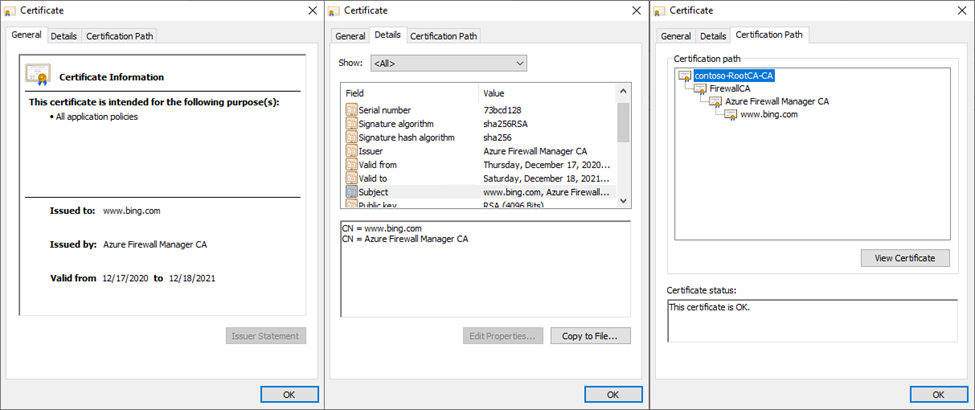 Certificate
General Details Certification Path
Certificate Information
This certificate is intended for the following purpose(s):
• All application policies
Issued to: www.bing.com
Issued by: Azure Firewall Manager CA
Valid from 12/17/2020 to 12/18/2021
Issuer Statement
OK
Certificate
General Details Certification Path
Show: <All>
Field Value
Serial number 73bcd128
Signature algorithm sha256RSA
Signature hash algorithm sha256
Issuer Azure Firewall Manager CA
Valid from Thursday, December 17, 2020...
Valid to Saturday, December 18, 2021...
Subject www.bing.com, Azure Firewall...
Public key RSA (4096 Bits)
CN = www.bing.com
CN = Azure Firewall Manager CA
Edit Properties... Copy to File...
OK
Certificate
General Details Certification Path
Certification path
contoso-RootCA-CA
FirewallCA
Azure Firewall Manager CA
www.bing.com
View Certificate
Certificate status:
This certificate is OK.
OK